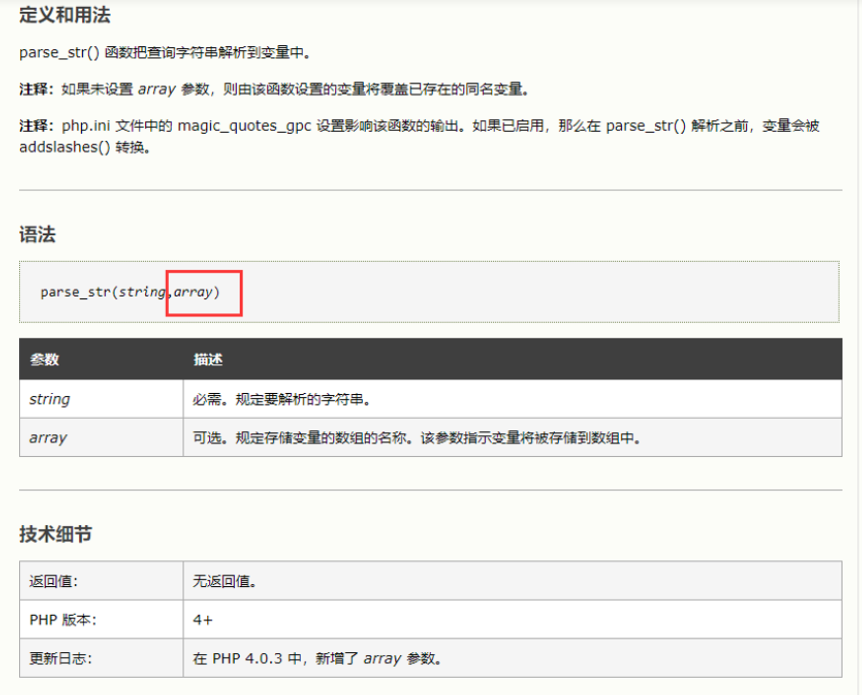 定义和用法
parse_str() 函数把查询字符串解析到变量中。
注释：如果未设置 array 参数，则由该函数设置的变量将覆盖已存在的同名变量。
注释：php.ini 文件中的 magic_quotes_gpc 设置影响该函数的输出。如果已启用，那么在 parse_str() 解析之前，变量会被
addslashes() 转换。
语法
parse_str(string,array)
参数 描述
string 必需。规定要解析的字符串。
array 可选。规定存储变量的数组的名称。该参数指示变量将被存储到数组中。
技术细节
返回值： 无返回值。
PHP 版本： 4+
更新日志： 在 PHP 4.0.3 中，新增了 array 参数。